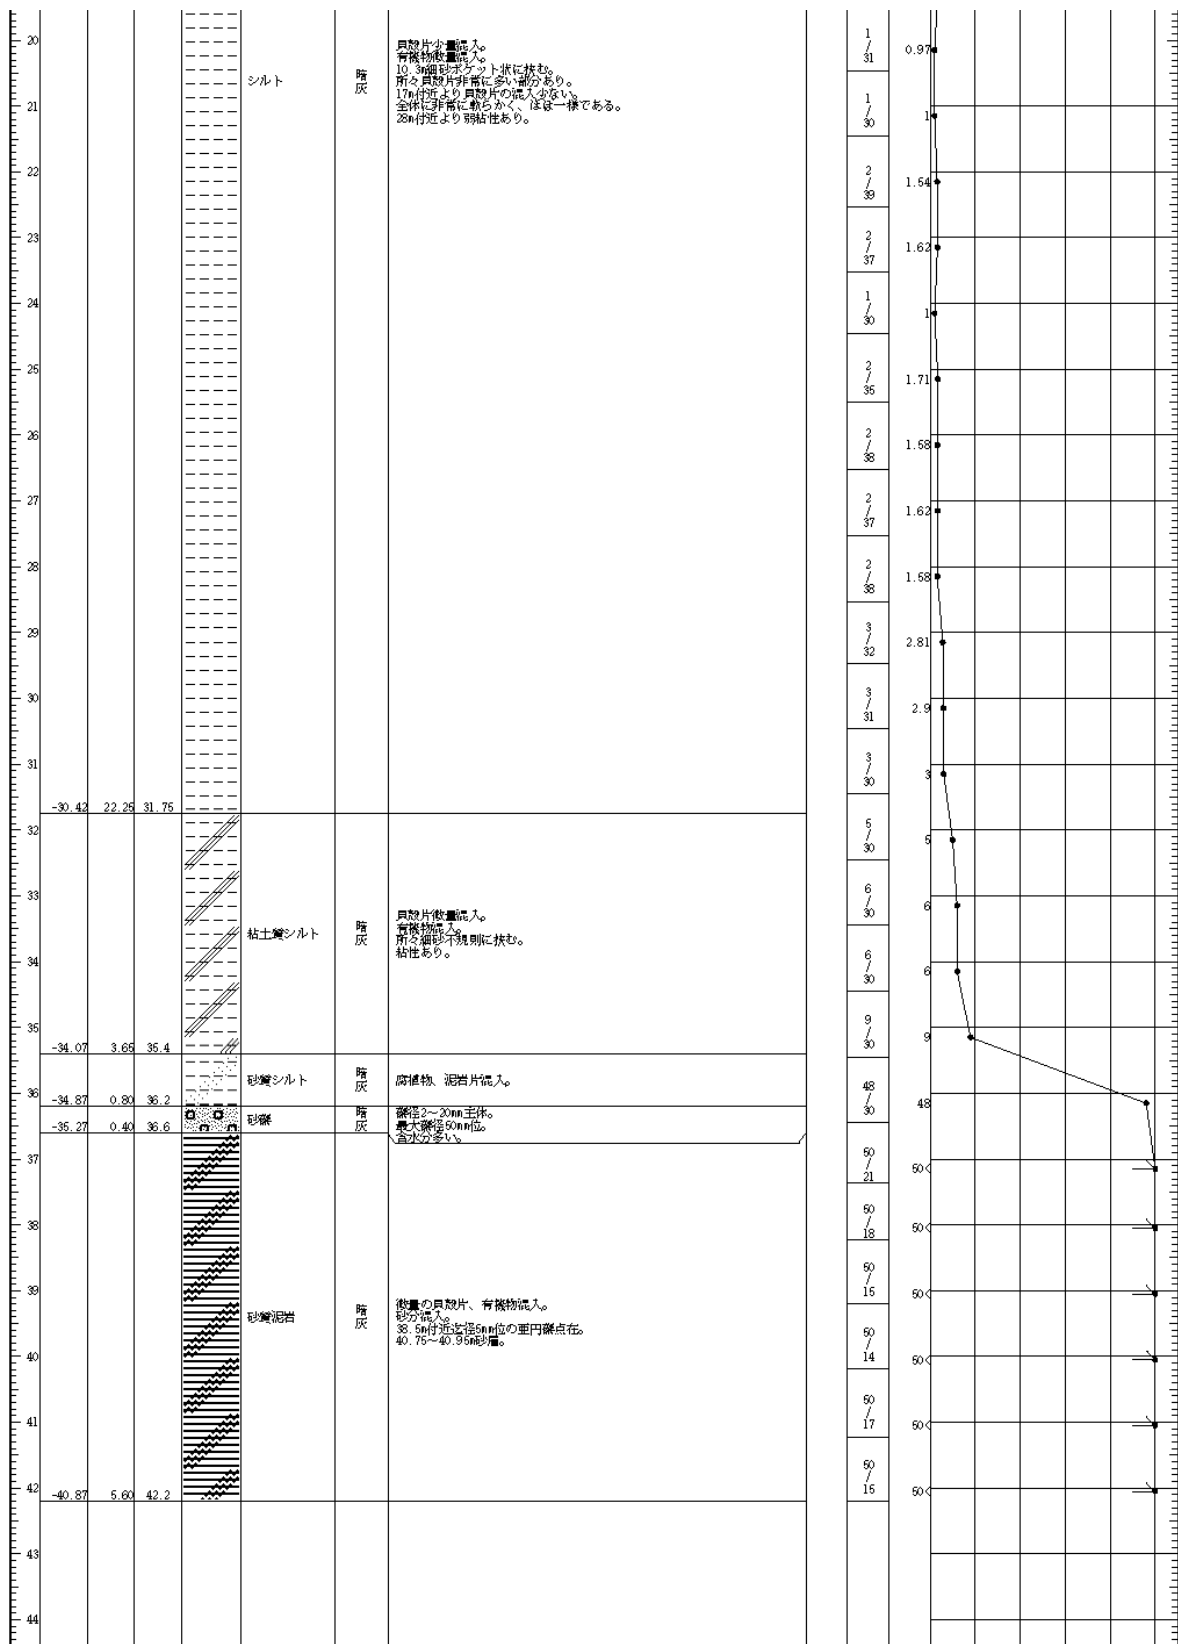 20
21
22
23
24
25
26
27
28
29
30
31
32
33
34
35
36
37
38
39
40
41
42
43
44
-30.42 22.25 31.75
-34.07 3.65 35.4
-34.87 0.80 36.2
-35.27 0.40 36.6
-40.87 5.60 42.2
シルト
暗灰
貝殻片少量混入。
有機物微量混入。
10.3m細砂ポケット状に挟む。
所々貝殻片非常に多い部分あり。
17m付近より貝殻片の混入少ない。
全体に非常に軟らかく、ほぼ一様である。
28m付近より弱粘性あり。
粘土質シルト
暗灰
貝殻片微量混入。
有機物混入。
所々細砂不規則に挟む。
粘性あり。
砂質シルト
暗灰
腐植物、泥岩片混入。
砂礫
暗灰
礫径2～20mm主体。
最大礫径50mm位。
含水分多い。
砂質泥岩
暗灰
微量の貝殻片、有機物混入。
砂分混入。
38.5m付近迄径5mm位の亜円礫点在。
40.75～40.95m砂層。
1/31
1/30
2/39
2/37
1/30
2/35
2/38
2/37
2/38
3/32
3/31
3/30
5/30
6/30
6/30
9/30
48/30
50/21
50/18
50/15
50/14
50/17
50/15
0.97
1
1.54
1.62
1
1.71
1.58
1.62
1.58
2.81
2.9
3
5
6
6
9
48
50<
50<
50<
50<
50<
50<